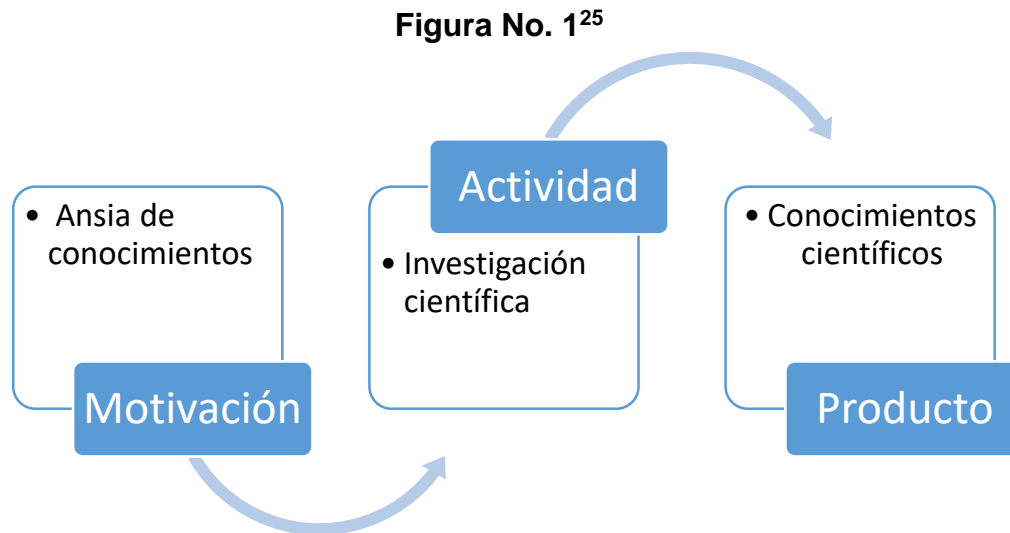 Figura No. 1²⁵
• Ansia de
conocimientos
Motivación
Actividad
• Investigación
científica
• Conocimientos
científicos
Producto